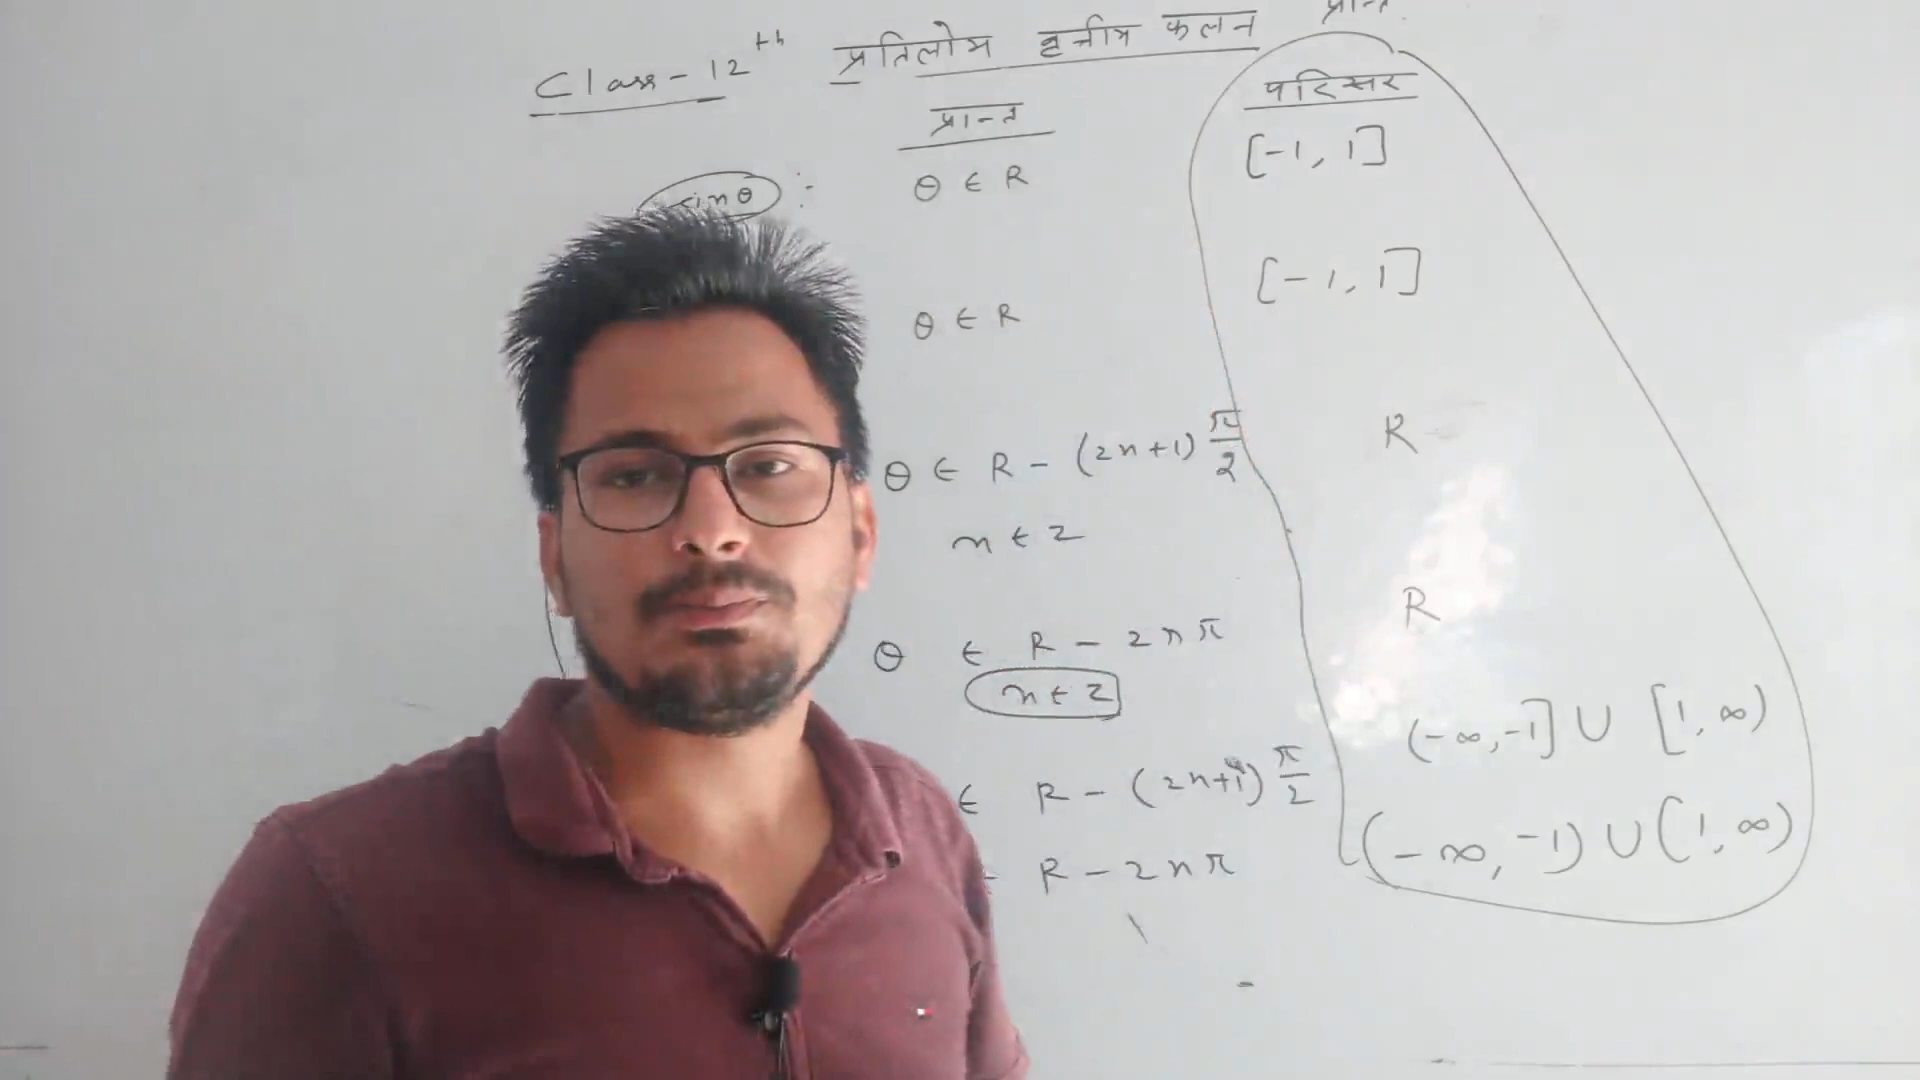 Class-12th प्रतिलोम वृत्तीय फलन प्रान्त
प्रान्त परिसर
sinθ : θ ∈ R [-1, 1]
θ ∈ R [-1, 1]
θ ∈ R - (2n+1) π/2 R
n ∈ Z
θ ∈ R - 2nπ R
n ∈ Z
∈ R - (2n+1) π/2 (-∞,-1] ∪ [1, ∞)
R - 2nπ (-∞, -1) ∪ (1, ∞)